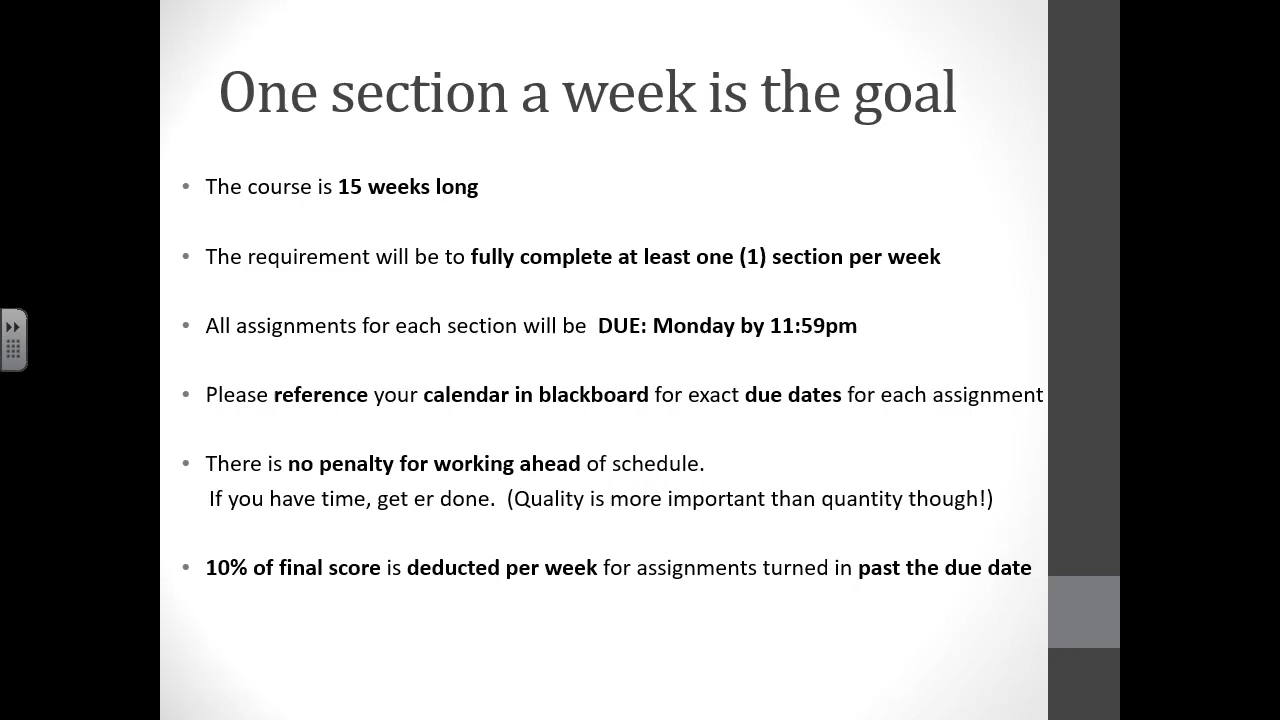 One section a week is the goal
• The course is 15 weeks long
• The requirement will be to fully complete at least one (1) section per week
• All assignments for each section will be  DUE: Monday by 11:59pm
• Please reference your calendar in blackboard for exact due dates for each assignment
• There is no penalty for working ahead of schedule.
If you have time, get er done.  (Quality is more important than quantity though!)
• 10% of final score is deducted per week for assignments turned in past the due date